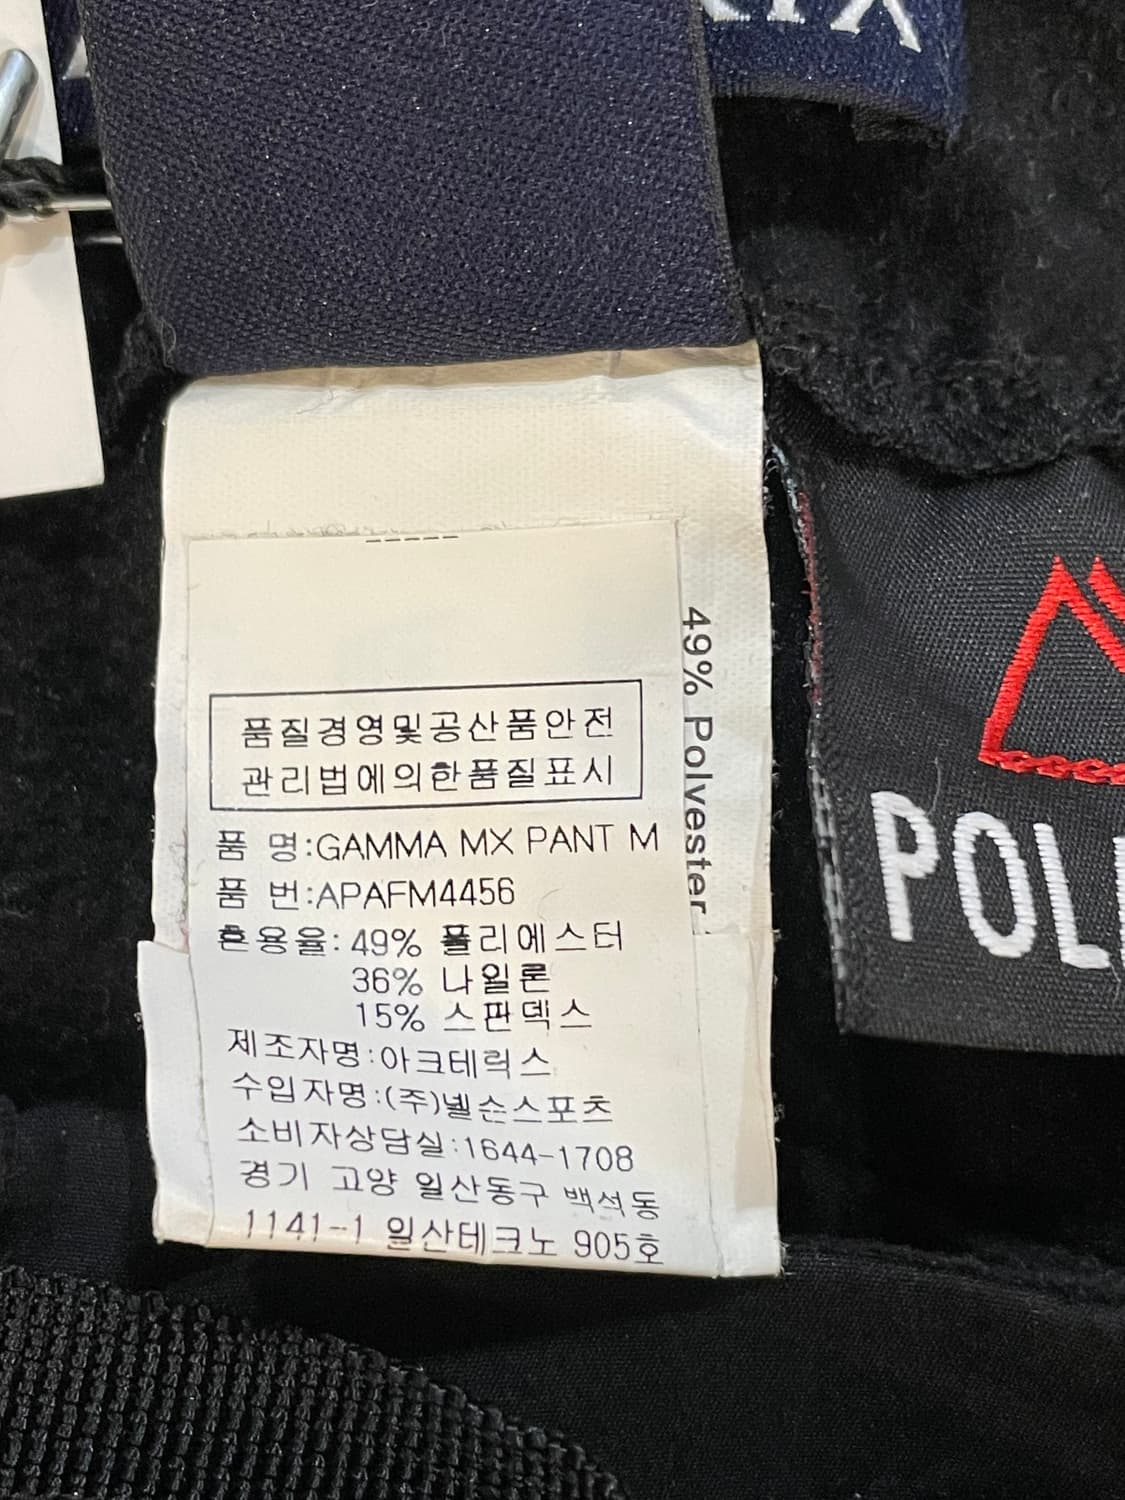 품질경영및공산품안전
관리법에의한품질표시
품 명:GAMMA MX PANT M
품 번:APAFM4456
혼용율:49% 폴리에스터
36% 나일론
15% 스판덱스
제조자명:아크테릭스
수입자명:(주)넬슨스포츠
소비자상담실:1644-1708
경기 고양 일산동구 백석동
1141-1 일산테크노 905호
49% Polyester